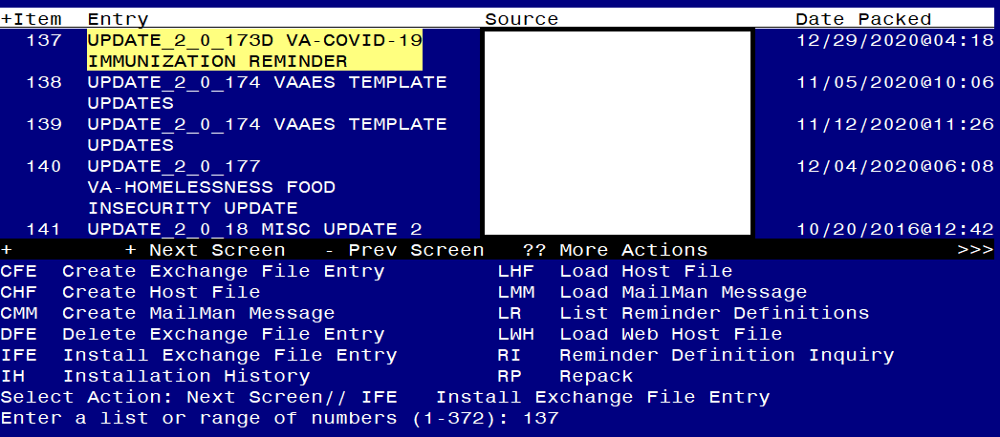 +Item  Entry  Source  Date Packed
137  UPDATE_2_0_173D VA-COVID-19  12/29/2020@04:18
IMMUNIZATION REMINDER
138  UPDATE_2_0_174 VAAES TEMPLATE  11/05/2020@10:06
UPDATES
139  UPDATE_2_0_174 VAAES TEMPLATE  11/12/2020@11:26
UPDATES
140  UPDATE_2_0_177  12/04/2020@06:08
VA-HOMELESSNESS FOOD
INSECURITY UPDATE
141  UPDATE_2_0_18 MISC UPDATE 2  10/20/2016@12:42
+  + Next Screen  - Prev Screen  ?? More Actions  >>>
CFE  Create Exchange File Entry  LHF  Load Host File
CHF  Create Host File  LMM  Load MailMan Message
CMM  Create MailMan Message  LR  List Reminder Definitions
DFE  Delete Exchange File Entry  LWH  Load Web Host File
IFE  Install Exchange File Entry  RI  Reminder Definition Inquiry
IH  Installation History  RP  Repack
Select Action: Next Screen// IFE  Install Exchange File Entry
Enter a list or range of numbers (1-372): 137